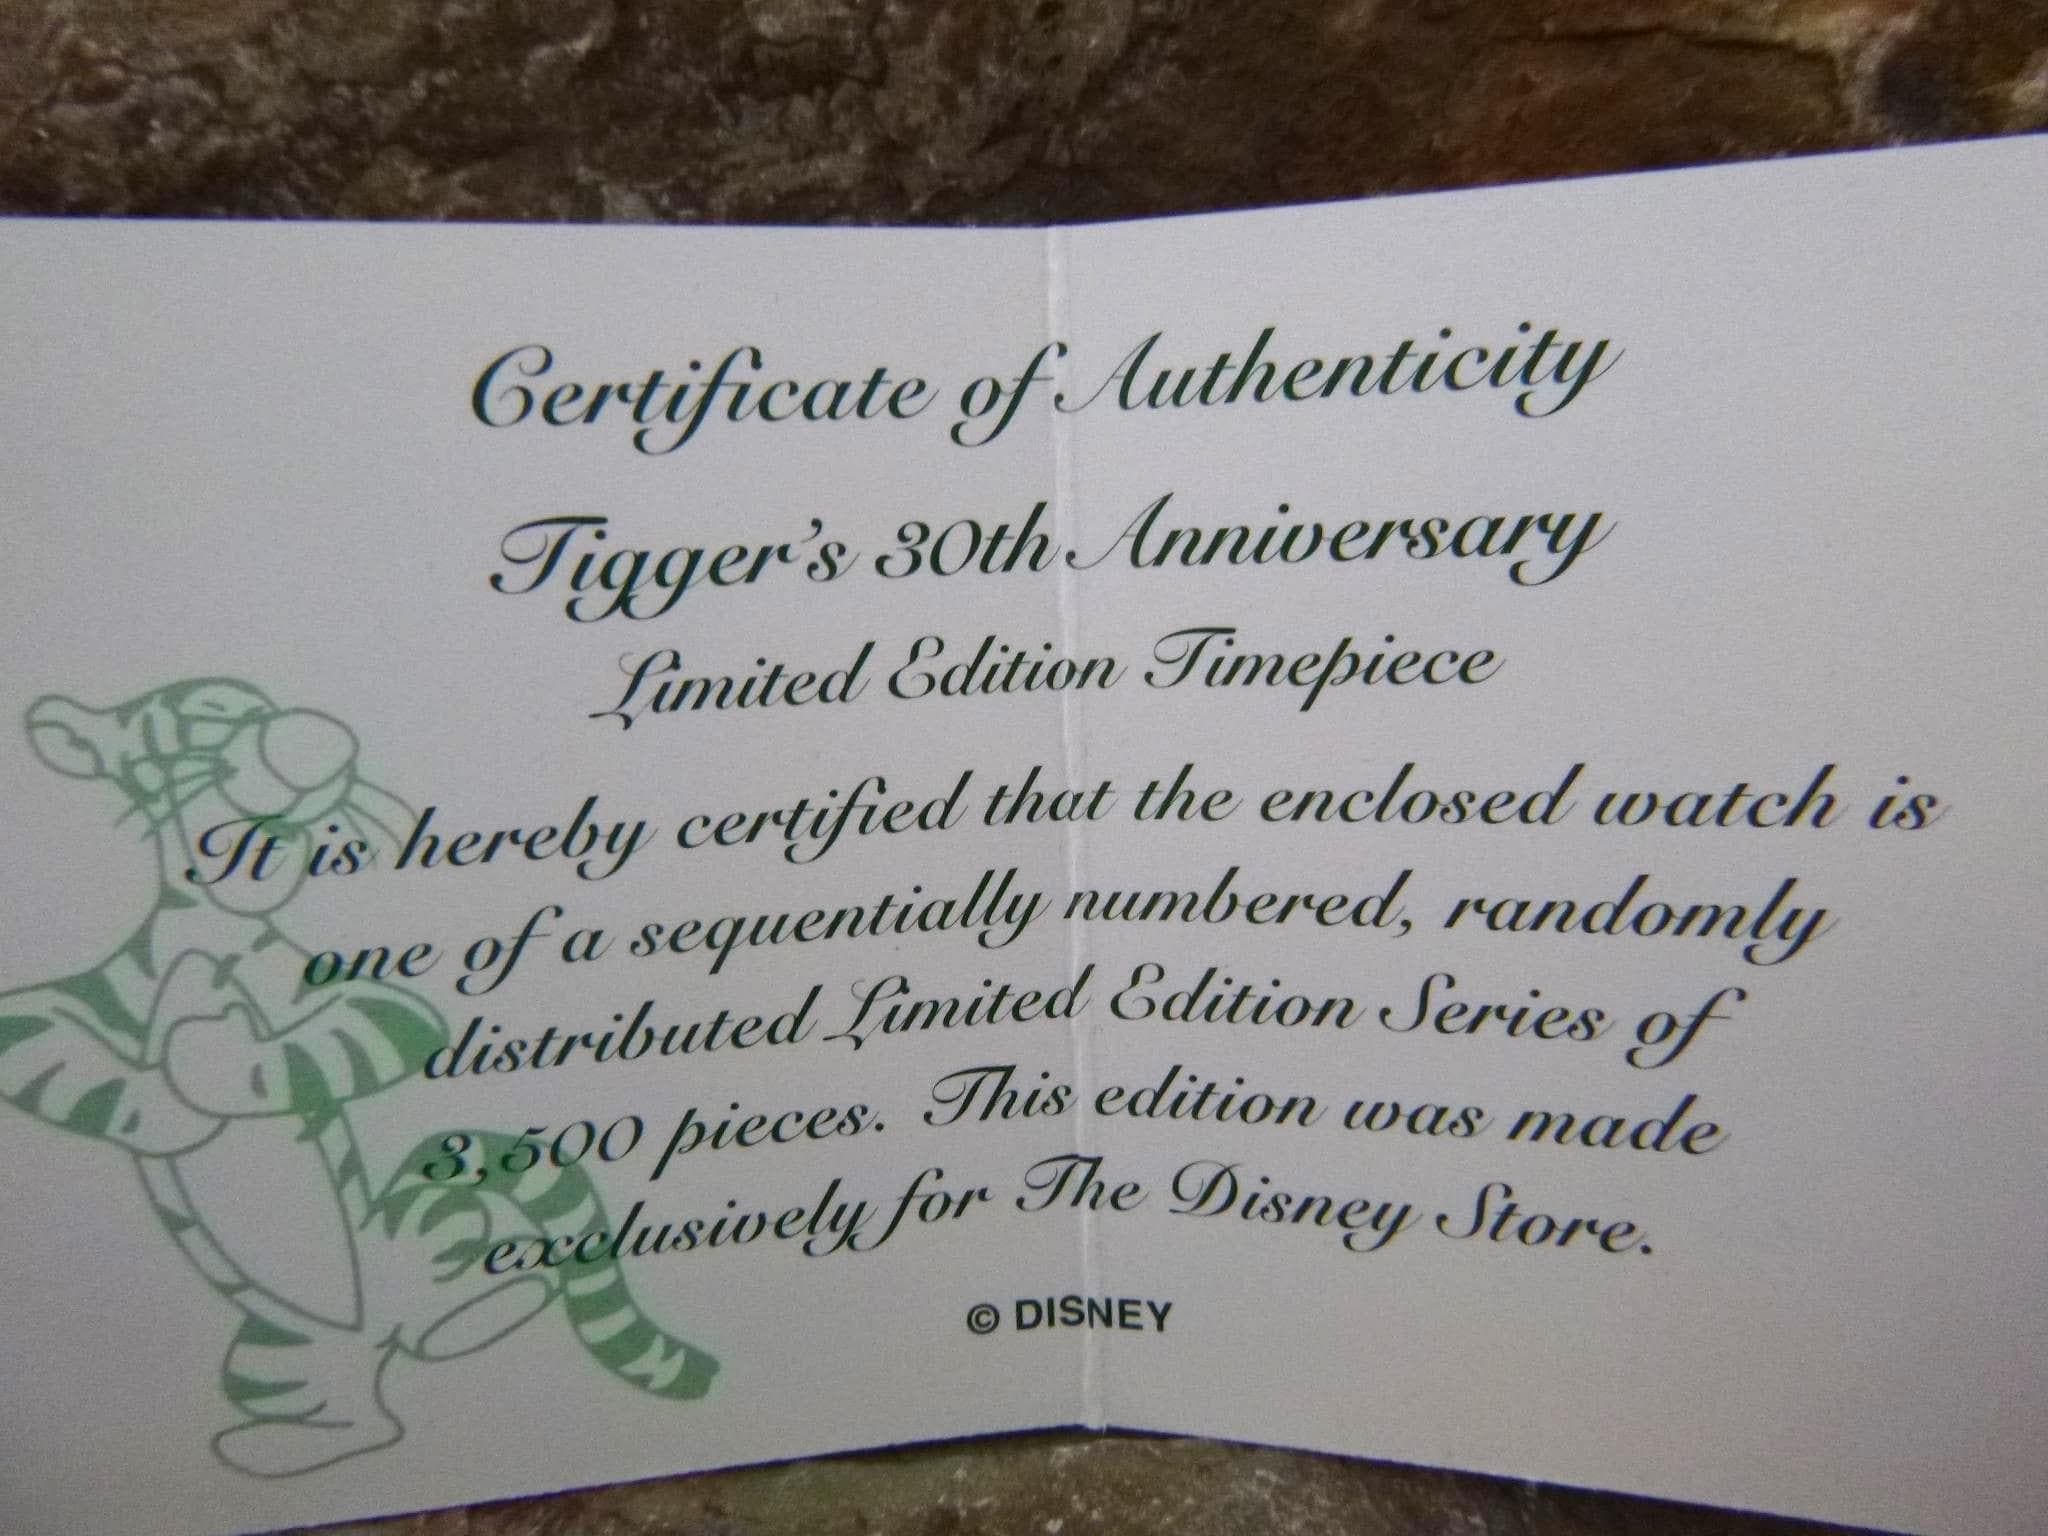 Certificate of Authenticity
Tigger's 30th Anniversary
Limited Edition Timepiece
It is hereby certified that the enclosed watch is
one of a sequentially numbered, randomly
distributed Limited Edition Series of
3,500 pieces. This edition was made
exclusively for The Disney Store.
© DISNEY